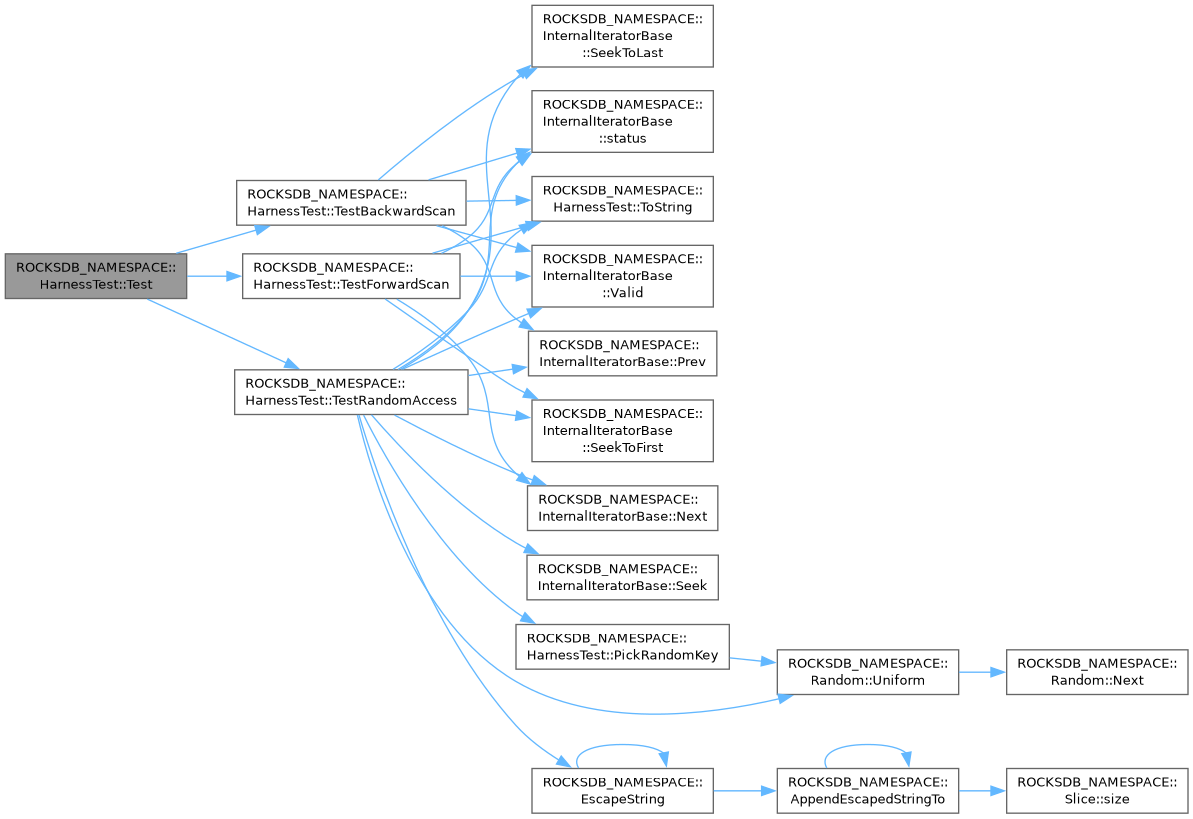 ROCKSDB_NAMESPACE::
HarnessTest::Test
ROCKSDB_NAMESPACE::
HarnessTest::TestBackwardScan
ROCKSDB_NAMESPACE::
HarnessTest::TestForwardScan
ROCKSDB_NAMESPACE::
HarnessTest::TestRandomAccess
ROCKSDB_NAMESPACE::
InternalIteratorBase
::SeekToLast
ROCKSDB_NAMESPACE::
InternalIteratorBase
::status
ROCKSDB_NAMESPACE::
HarnessTest::ToString
ROCKSDB_NAMESPACE::
InternalIteratorBase
::Valid
ROCKSDB_NAMESPACE::
InternalIteratorBase::Prev
ROCKSDB_NAMESPACE::
InternalIteratorBase
::SeekToFirst
ROCKSDB_NAMESPACE::
InternalIteratorBase::Next
ROCKSDB_NAMESPACE::
InternalIteratorBase::Seek
ROCKSDB_NAMESPACE::
HarnessTest::PickRandomKey
ROCKSDB_NAMESPACE::
Random::Uniform
ROCKSDB_NAMESPACE::
Random::Next
ROCKSDB_NAMESPACE::
EscapeString
ROCKSDB_NAMESPACE::
AppendEscapedStringTo
ROCKSDB_NAMESPACE::
Slice::size